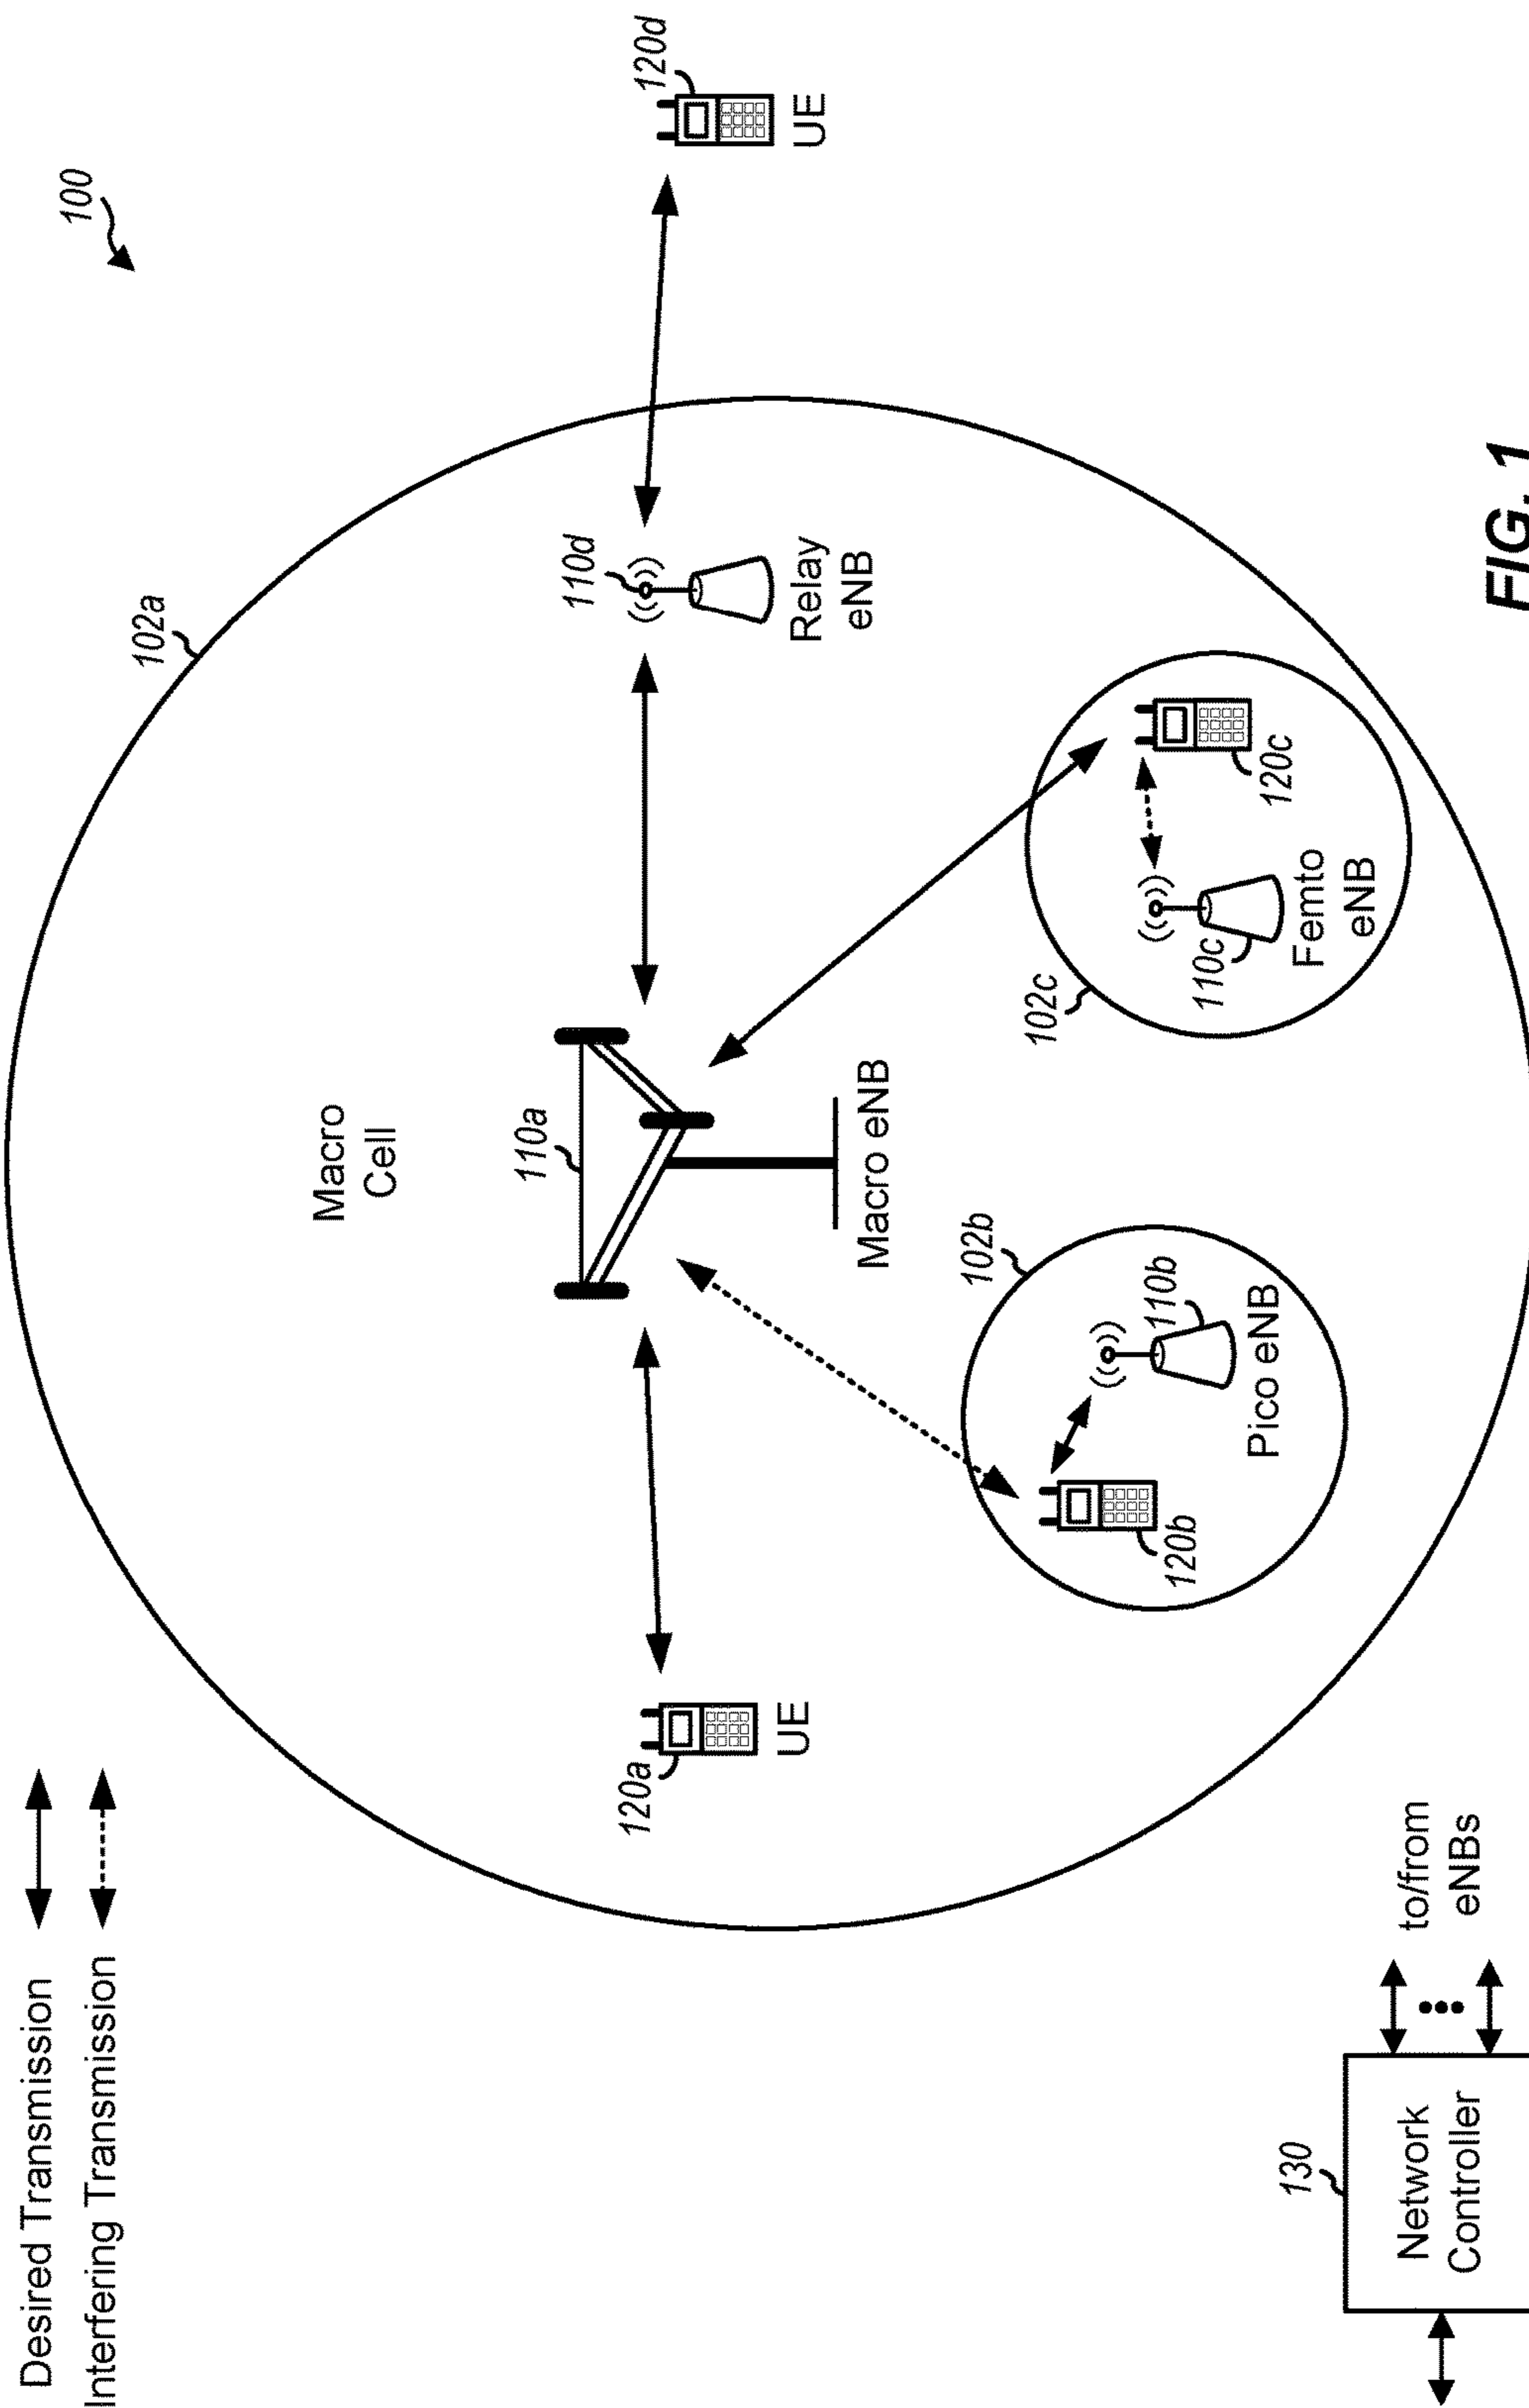 Desired Transmission
Interfering Transmission
100
102a
Macro
Cell
110a
110d
120d
120a
UE
Macro eNB
Relay
eNB
UE
102b
102c
120b
110b
Pico eNB
110c
120c
Femto
eNB
130
Network
Controller
to/from
eNBs
FIG. 1